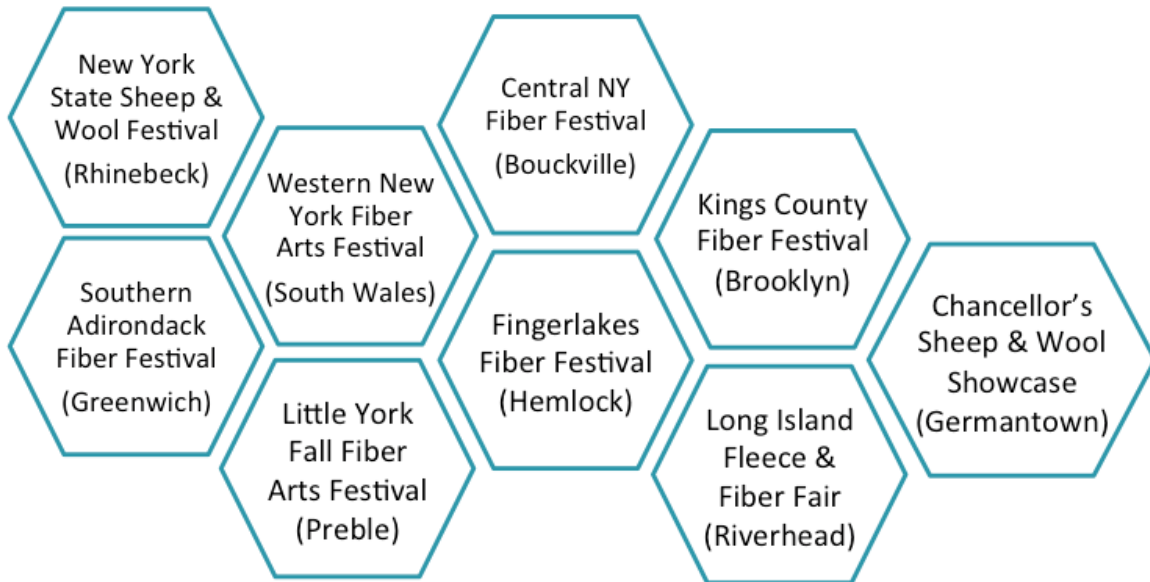 New York
State Sheep &
Wool Festival
(Rhinebeck)
Southern
Adirondack
Fiber Festival
(Greenwich)
Western New
York Fiber
Arts Festival
(South Wales)
Little York
Fall Fiber
Arts Festival
(Preble)
Central NY
Fiber Festival
(Bouckville)
Fingerlakes
Fiber Festival
(Hemlock)
Kings County
Fiber Festival
(Brooklyn)
Long Island
Fleece &
Fiber Fair
(Riverhead)
Chancellor’s
Sheep & Wool
Showcase
(Germantown)